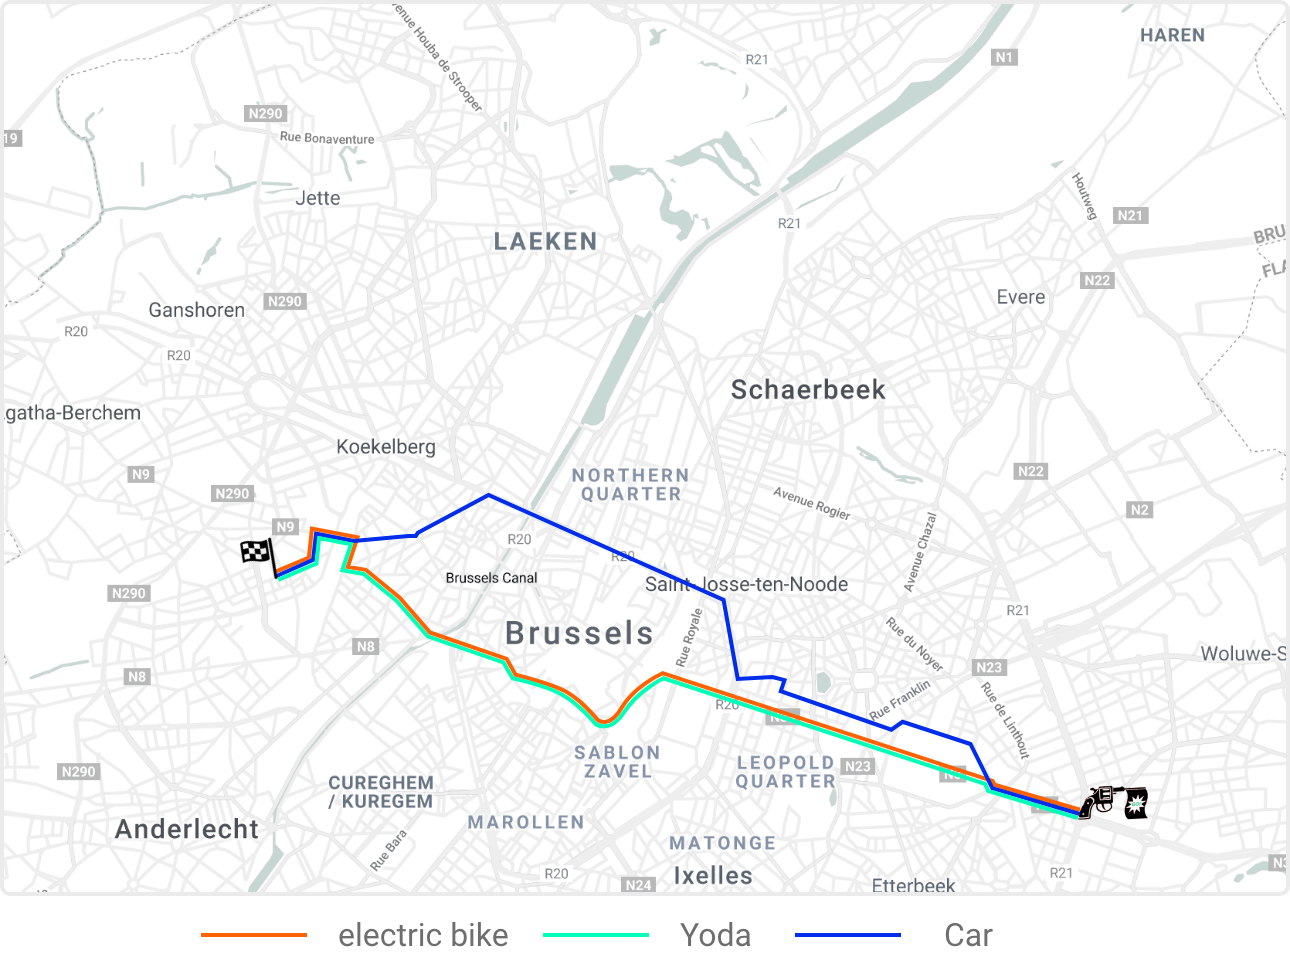 HAREN
N1
R21
Avenue Houba de Strooper
N290
19
Rue Bonaventure
Jette
Houtweg
N21
R21
LAEKEN
BRU
FLA
N22
Evere
N290
Ganshoren
R20
R20
Schaerbeek
gatha-Berchem
Koekelberg
N9
NORTHERN
QUARTER
N22
N290
Avenue Rogier
N2
N9
R20
Avenue Chazal
R20
Brussels Canal
Saint-Josse-ten-Noode
N290
R21
Brussels
Rue Royale
Rue du Noyer
N8
Woluwe-S
N23
N8
Rue Franklin
Rue de Linthout
R20
SABLON
ZAVEL
LEOPOLD
QUARTER
N23
N290
CUREGHEM
/ KUREGEM
Anderlecht
MAROLLEN
Rue Bara
MATONGE
Ixelles
R20
N24
Etterbeek
R21
N3
electric bike
Yoda
Car